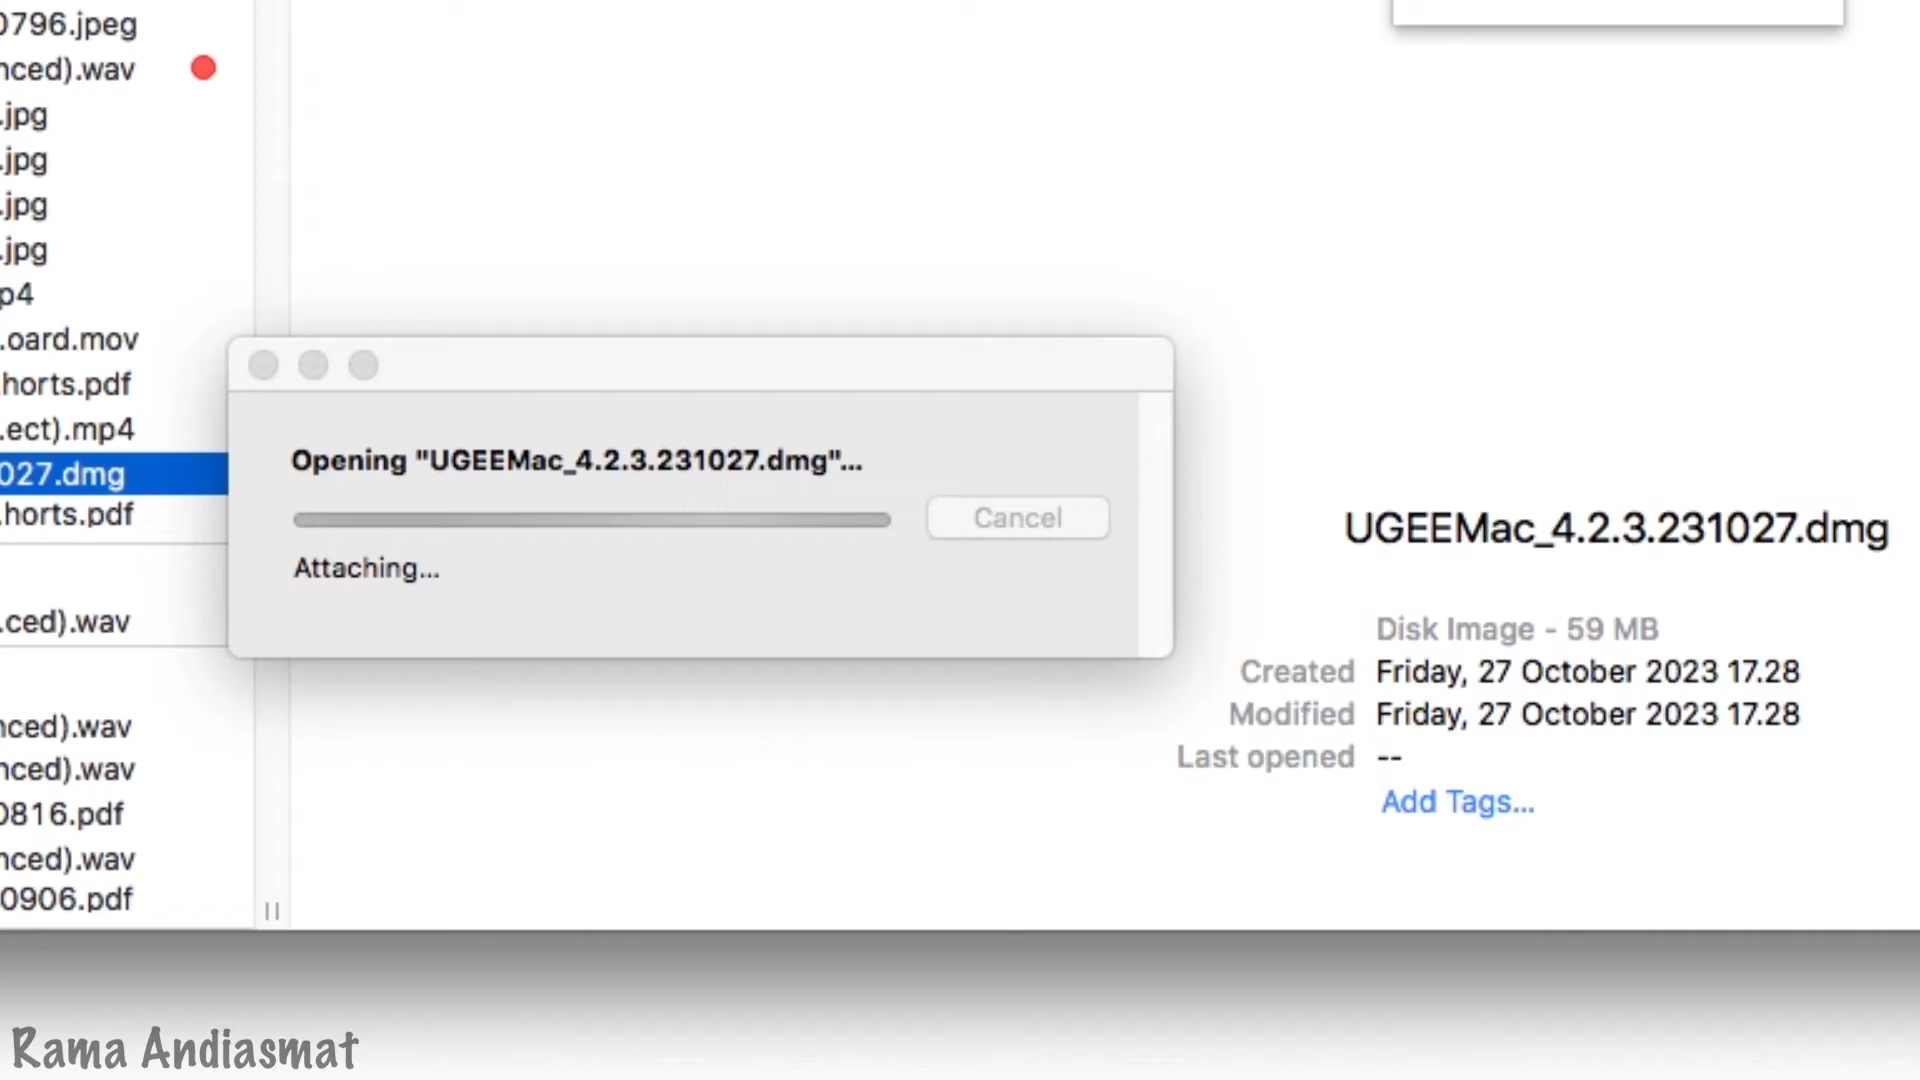 0796.jpeg
nced).wav
.jpg
.jpg
.jpg
.jpg
p4
.oard.mov
.horts.pdf
.ect).mp4
027.dmg
.horts.pdf
.ced).wav
nced).wav
nced).wav
0816.pdf
nced).wav
0906.pdf
Opening "UGEEMac_4.2.3.231027.dmg"...
Cancel
Attaching...
UGEEMac_4.2.3.231027.dmg
Disk Image - 59 MB
Created Friday, 27 October 2023 17.28
Modified Friday, 27 October 2023 17.28
Last opened --
Add Tags...
Rama Andiasmat